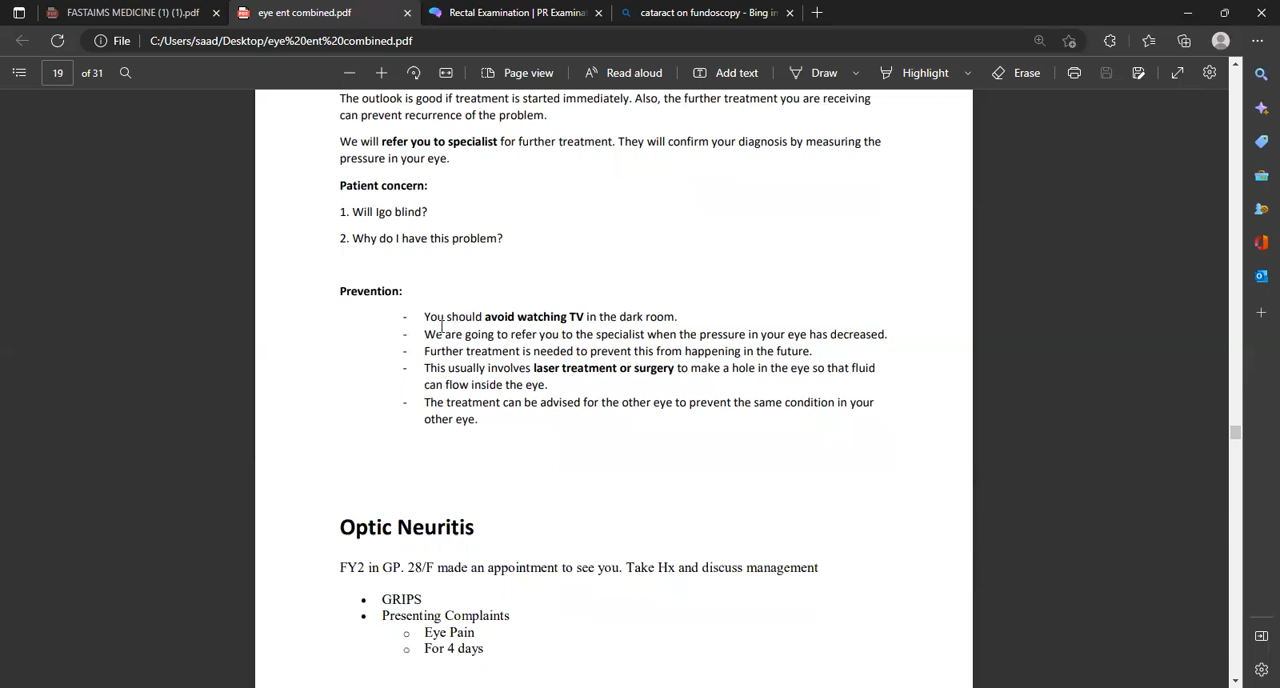 FASTAIMS MEDICINE (1) (1).pdf
eye ent combined.pdf
Rectal Examination | PR Examina
cataract on fundoscopy - Bing in
File
C:/Users/saad/Desktop/eye%20ent%20combined.pdf
19 of 31
Page view
Read aloud
Add text
Draw
Highlight
Erase
The outlook is good if treatment is started immediately. Also, the further treatment you are receiving
can prevent recurrence of the problem.
We will refer you to specialist for further treatment. They will confirm your diagnosis by measuring the
pressure in your eye.
Patient concern:
1. Will Igo blind?
2. Why do I have this problem?
Prevention:
- You should avoid watching TV in the dark room.
- We are going to refer you to the specialist when the pressure in your eye has decreased.
- Further treatment is needed to prevent this from happening in the future.
- This usually involves laser treatment or surgery to make a hole in the eye so that fluid
can flow inside the eye.
- The treatment can be advised for the other eye to prevent the same condition in your
other eye.
Optic Neuritis
FY2 in GP. 28/F made an appointment to see you. Take Hx and discuss management
• GRIPS
• Presenting Complaints
o Eye Pain
o For 4 days